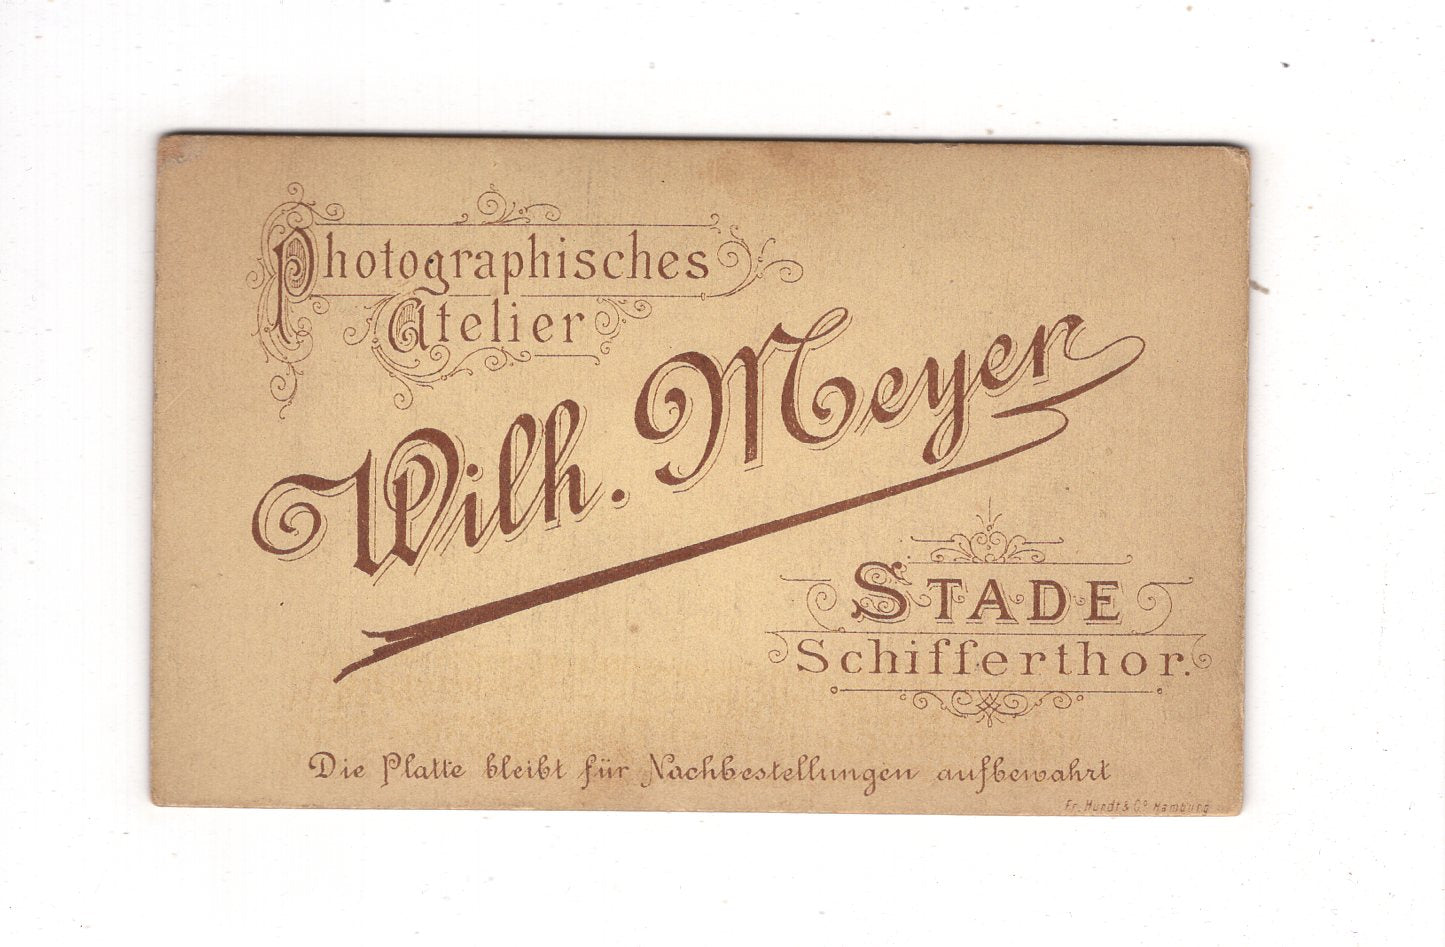 Photographisches
Atelier
Wilh. Meyer
STADE
Schifferthor.
Die Platte bleibt für Nachbestellungen aufbewahrt
Fr. Hundt & Cº Hamburg